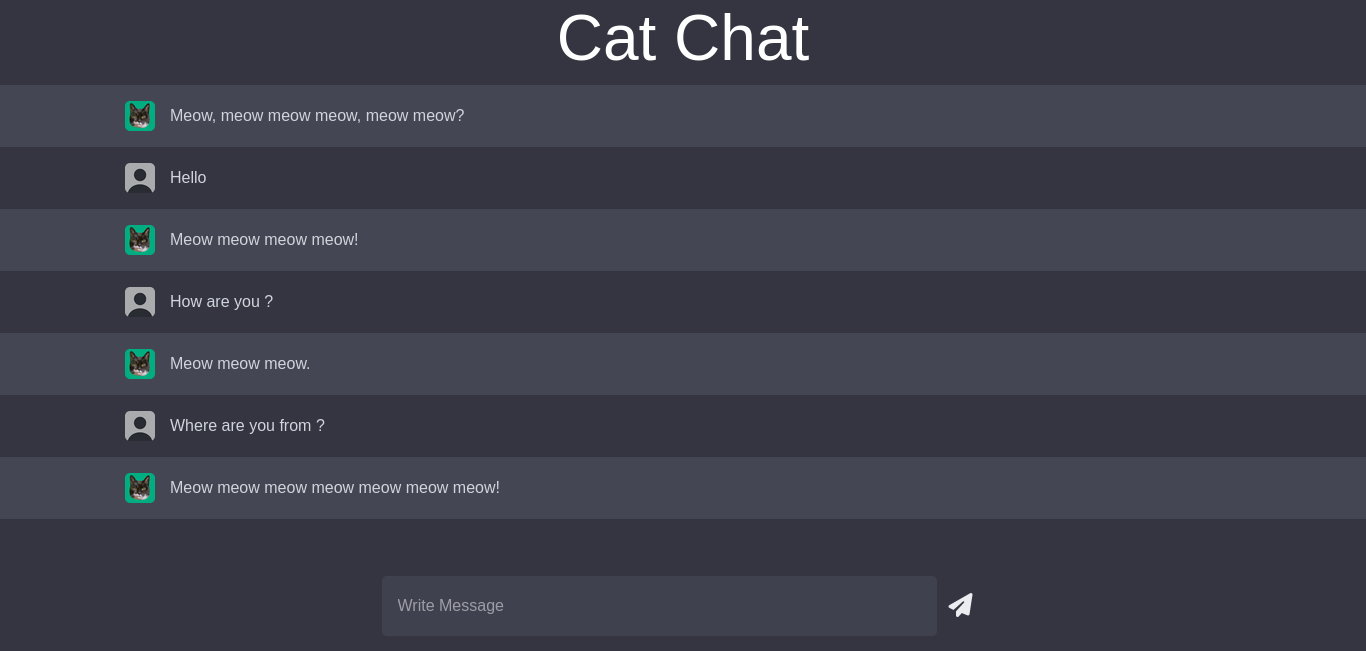 Cat Chat
Meow, meow meow meow, meow meow?
Hello
Meow meow meow meow!
How are you ?
Meow meow meow.
Where are you from ?
Meow meow meow meow meow meow meow!
Write Message